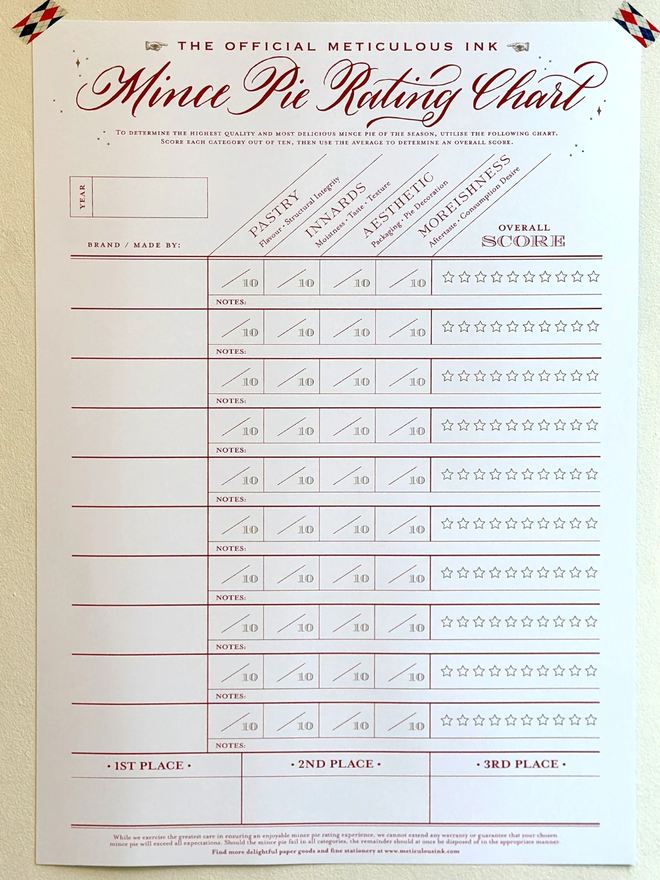 THE OFFICIAL METICULOUS INK
Mince Pie Rating Chart
TO DETERMINE THE HIGHEST QUALITY AND MOST DELICIOUS MINCE PIE OF THE SEASON, UTILISE THE FOLLOWING CHART.
SCORE EACH CATEGORY OUT OF TEN, THEN USE THE AVERAGE TO DETERMINE AN OVERALL SCORE.
YEAR
BRAND / MADE BY:
PASTRY
Flavour • Structural Integrity
INNARDS
Moistness • Taste • Texture
AESTHETIC
Packaging • Pie Decoration
MOREISHNESS
Aftertaste • Consumption Desire
OVERALL
SCORE
/10 /10 /10 /10
NOTES:
/10 /10 /10 /10
NOTES:
/10 /10 /10 /10
NOTES:
/10 /10 /10 /10
NOTES:
/10 /10 /10 /10
NOTES:
/10 /10 /10 /10
NOTES:
/10 /10 /10 /10
NOTES:
/10 /10 /10 /10
NOTES:
/10 /10 /10 /10
NOTES:
/10 /10 /10 /10
NOTES:
• 1ST PLACE • • 2ND PLACE • • 3RD PLACE •
While we exercise the greatest care in ensuring an enjoyable mince pie rating experience, we cannot extend any warranty or guarantee that your chosen
mince pie will exceed all expectations. Should the mince pie fail in all categories, the remainder should at once be disposed of in the appropriate manner.
Find more delightful paper goods and fine stationery at www.meticulousink.com